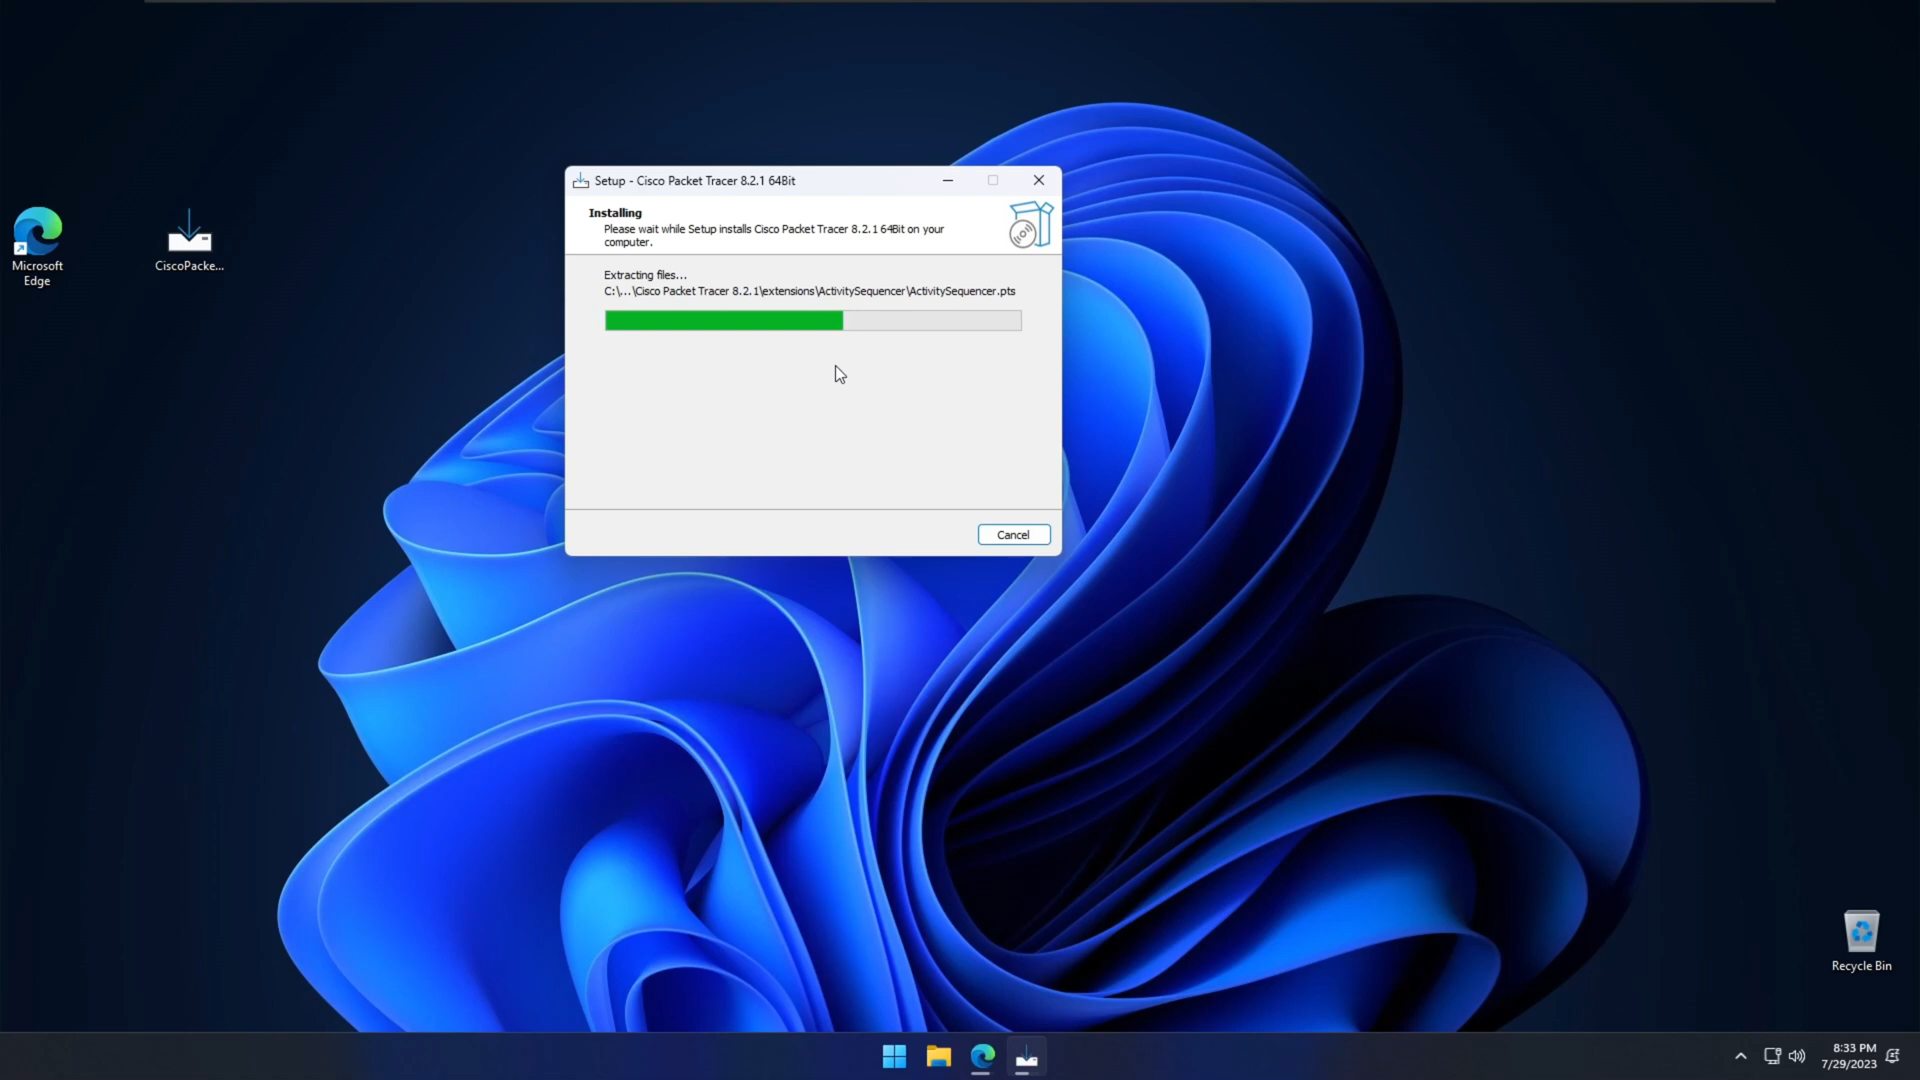 Setup - Cisco Packet Tracer 8.2.1 64Bit
Installing
Please wait while Setup installs Cisco Packet Tracer 8.2.1 64Bit on your
computer.
Extracting files...
C:\...\Cisco Packet Tracer 8.2.1\extensions\ActivitySequencer\ActivitySequencer.pts
Cancel
Microsoft
Edge
CiscoPacke...
Recycle Bin
8:33 PM
7/29/2023